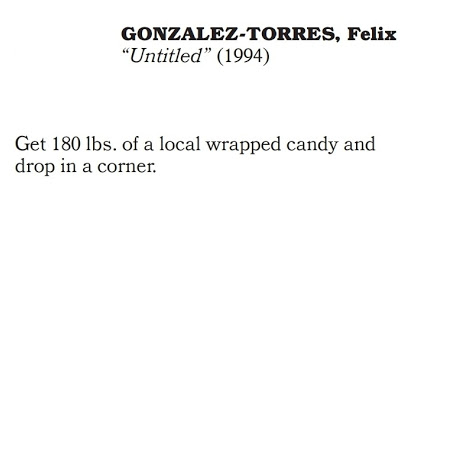 GONZALEZ-TORRES, Felix
“Untitled” (1994)
Get 180 lbs. of a local wrapped candy and
drop in a corner.